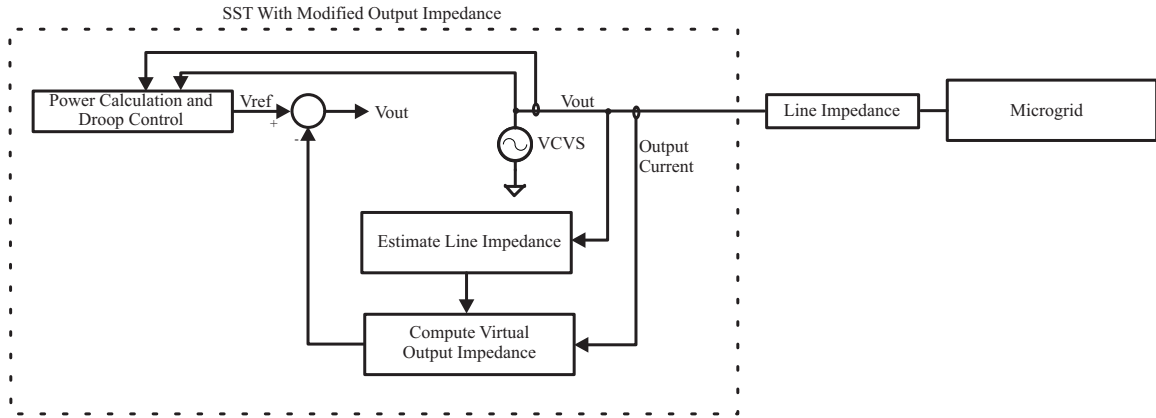 SST With Modified Output Impedance
Power Calculation and
Droop Control
Vref
+
-
Vout
Vout
VCVS
Output
Current
Line Impedance
Microgrid
Estimate Line Impedance
Compute Virtual
Output Impedance